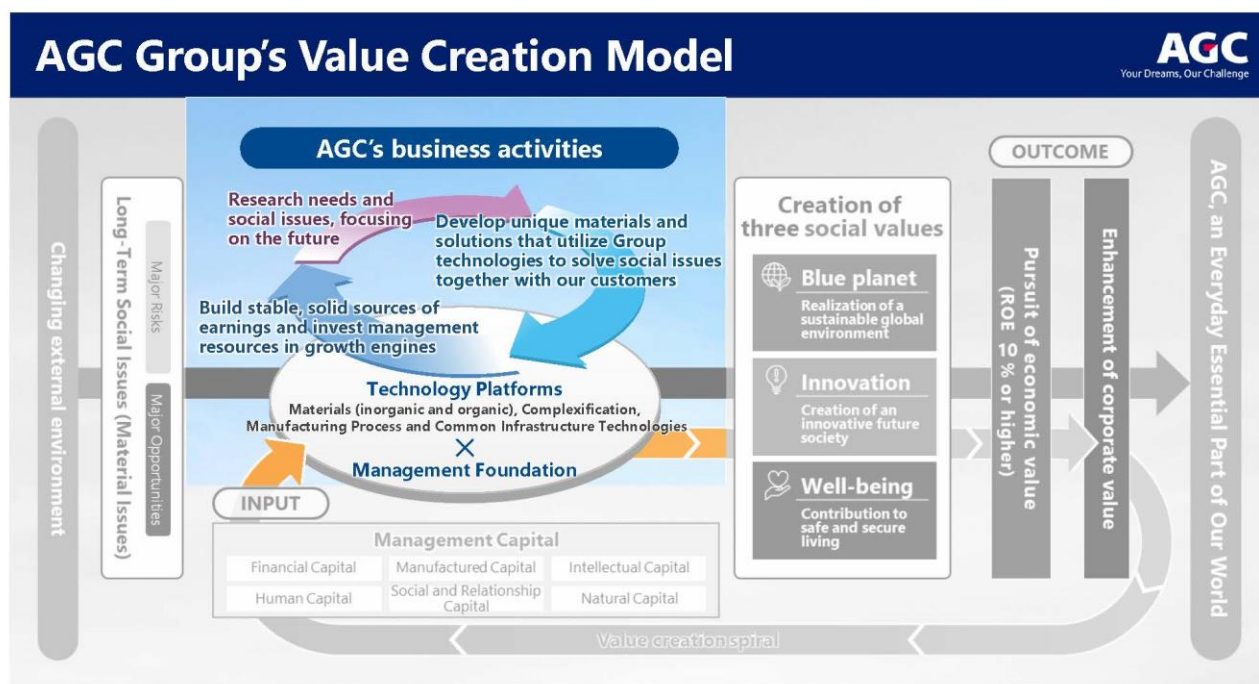 AGC Group's Value Creation Model
AGC
Your Dreams, Our Challenge
Changing external environment
Long-Term Social Issues (Material Issues)
Major Risks
Major Opportunities
AGC's business activities
Research needs and
social issues, focusing
on the future
Develop unique materials and
solutions that utilize Group
technologies to solve social issues
together with our customers
Build stable, solid sources of
earnings and invest management
resources in growth engines
Technology Platforms
Materials (inorganic and organic), Complexification,
Manufacturing Process and Common Infrastructure Technologies
×
Management Foundation
INPUT
Management Capital
Financial Capital
Manufactured Capital
Intellectual Capital
Human Capital
Social and Relationship
Capital
Natural Capital
Creation of
three social values
Blue planet
Realization of a
sustainable global
environment
Innovation
Creation of an
innovative future
society
Well-being
Contribution to
safe and secure
living
OUTCOME
Pursuit of economic value
(ROE 10 % or higher)
Enhancement of corporate value
AGC, an Everyday Essential Part of Our World
Value creation spiral